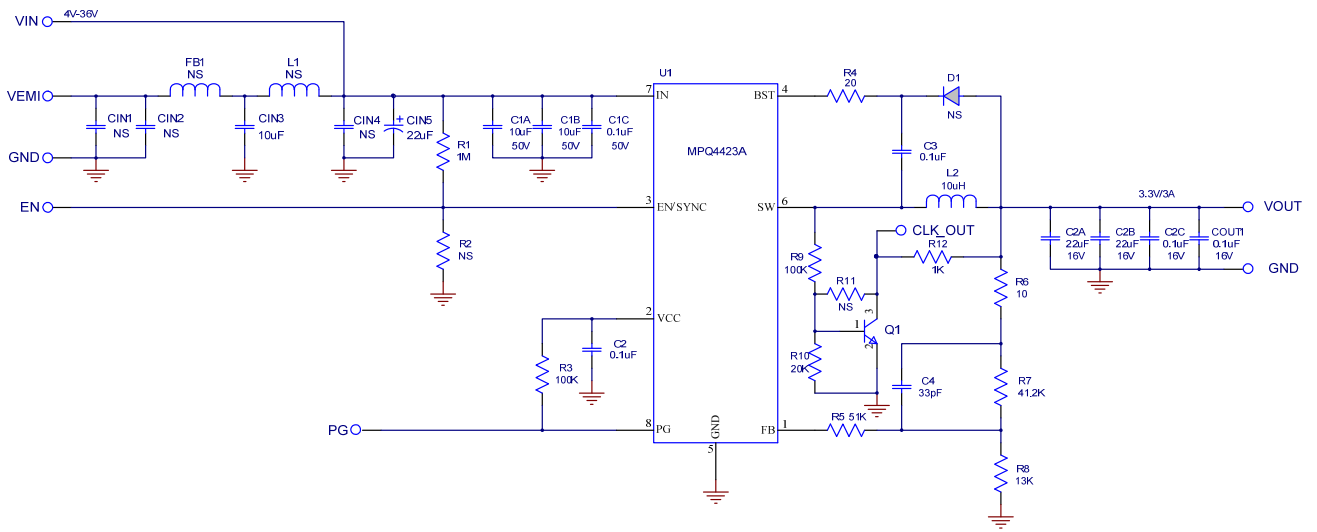 VIN
4V-36V
FB1
NS
L1
NS
VEMI
CIN1
NS
CIN2
NS
CIN3
10uF
CIN4
NS
CIN5
22uF
+
GND
R1
1M
C1A
10uF
50V
C1B
10uF
50V
C1C
0.1uF
50V
EN
R2
NS
U1
MPQ4423A
7
IN
3
EN/SYNC
2
VCC
8
PG
GND
5
BST
4
SW
6
FB
1
C2
0.1uF
R3
100K
PG
R4
20
D1
NS
C3
0.1uF
L2
10uH
3.3V/3A
VOUT
C2A
22uF
16V
C2B
22uF
16V
C2C
0.1uF
16V
COUT1
0.1uF
16V
GND
CLK_OUT
R12
1K
R9
100K
R11
NS
3
1
2
Q1
R10
20K
R6
10
C4
33pF
R7
41.2K
R5 51K
R8
13K